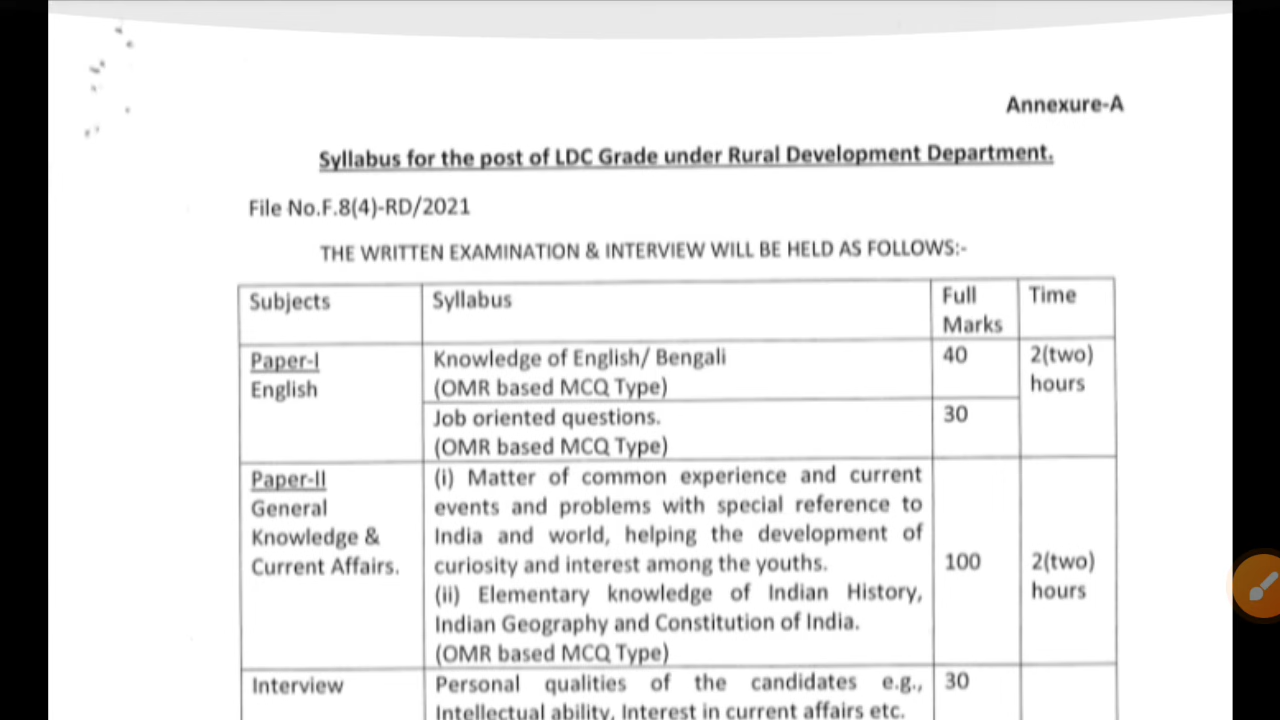 Annexure-A
Syllabus for the post of LDC Grade under Rural Development Department.
File No.F.8(4)-RD/2021
THE WRITTEN EXAMINATION & INTERVIEW WILL BE HELD AS FOLLOWS:-
Subjects
Syllabus
Full
Marks
Time
Paper-I
English
Knowledge of English/ Bengali
(OMR based MCQ Type)
40
2(two)
hours
Job oriented questions.
(OMR based MCQ Type)
30
Paper-II
General
Knowledge &
Current Affairs.
(i) Matter of common experience and current
events and problems with special reference to
India and world, helping the development of
curiosity and interest among the youths.
(ii) Elementary knowledge of Indian History,
Indian Geography and Constitution of India.
(OMR based MCQ Type)
100
2(two)
hours
Interview
Personal qualities of the candidates e.g.,
Intellectual ability, Interest in current affairs etc.
30